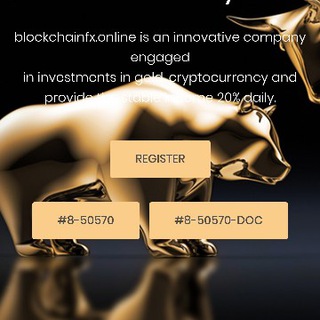 blockchainfx.online is an innovative company
engaged
in investments in gold, cryptocurrency and
20% daily.
REGISTER
#8-50570
#8-50570-DOC